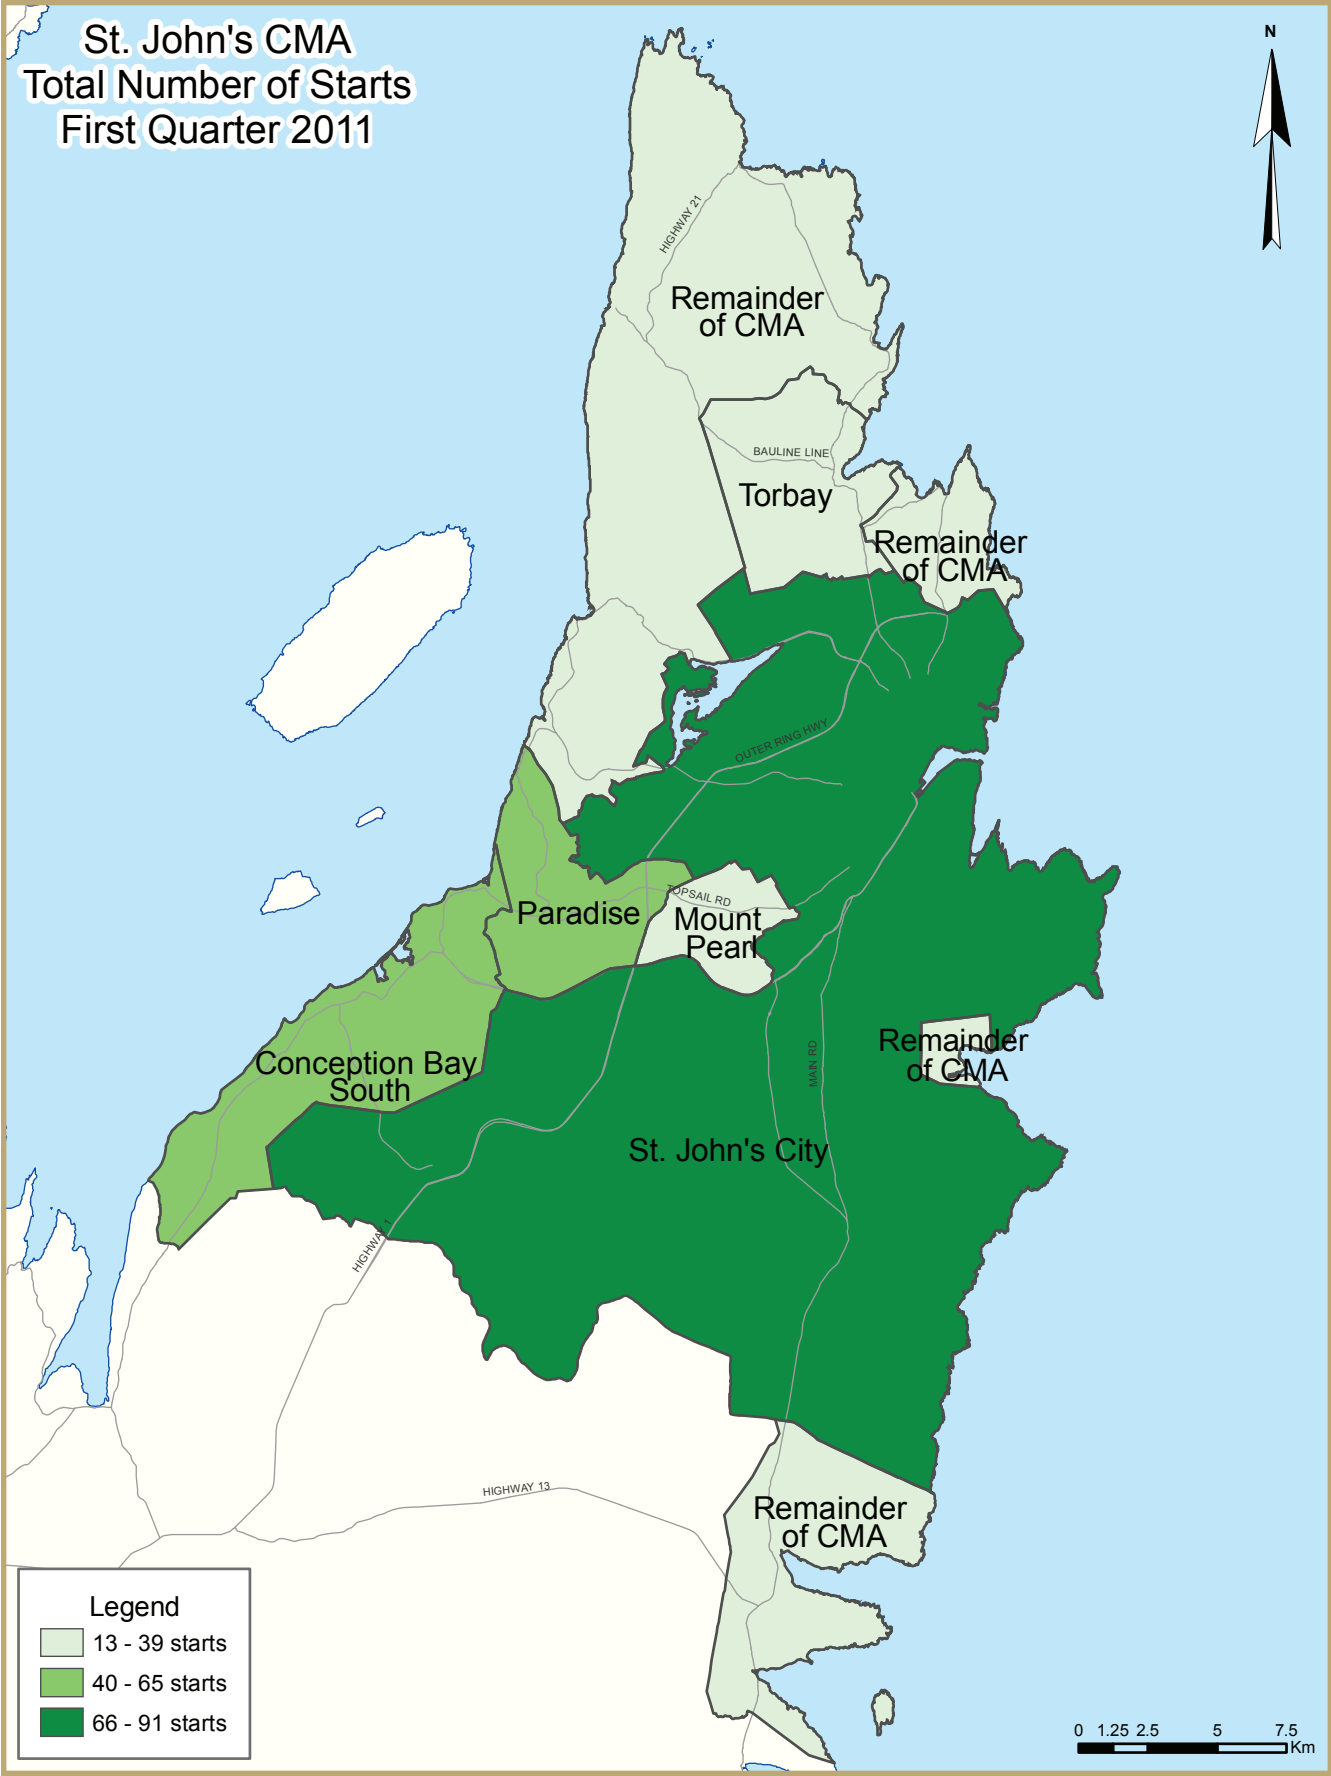 St. John's CMA
Total Number of Starts
First Quarter 2011
N
HIGHWAY 21
Remainder
of CMA
BAULINE LINE
Torbay
Remainder
of CMA
OUTER RING HWY
TOPSAIL RD
Paradise
Mount
Pearl
Remainder
of CMA
MAIN RD
Conception Bay
South
St. John's City
HIGHWAY 1
HIGHWAY 13
Remainder
of CMA
Legend
13 - 39 starts
40 - 65 starts
66 - 91 starts
0 1.25 2.5 5 7.5
Km